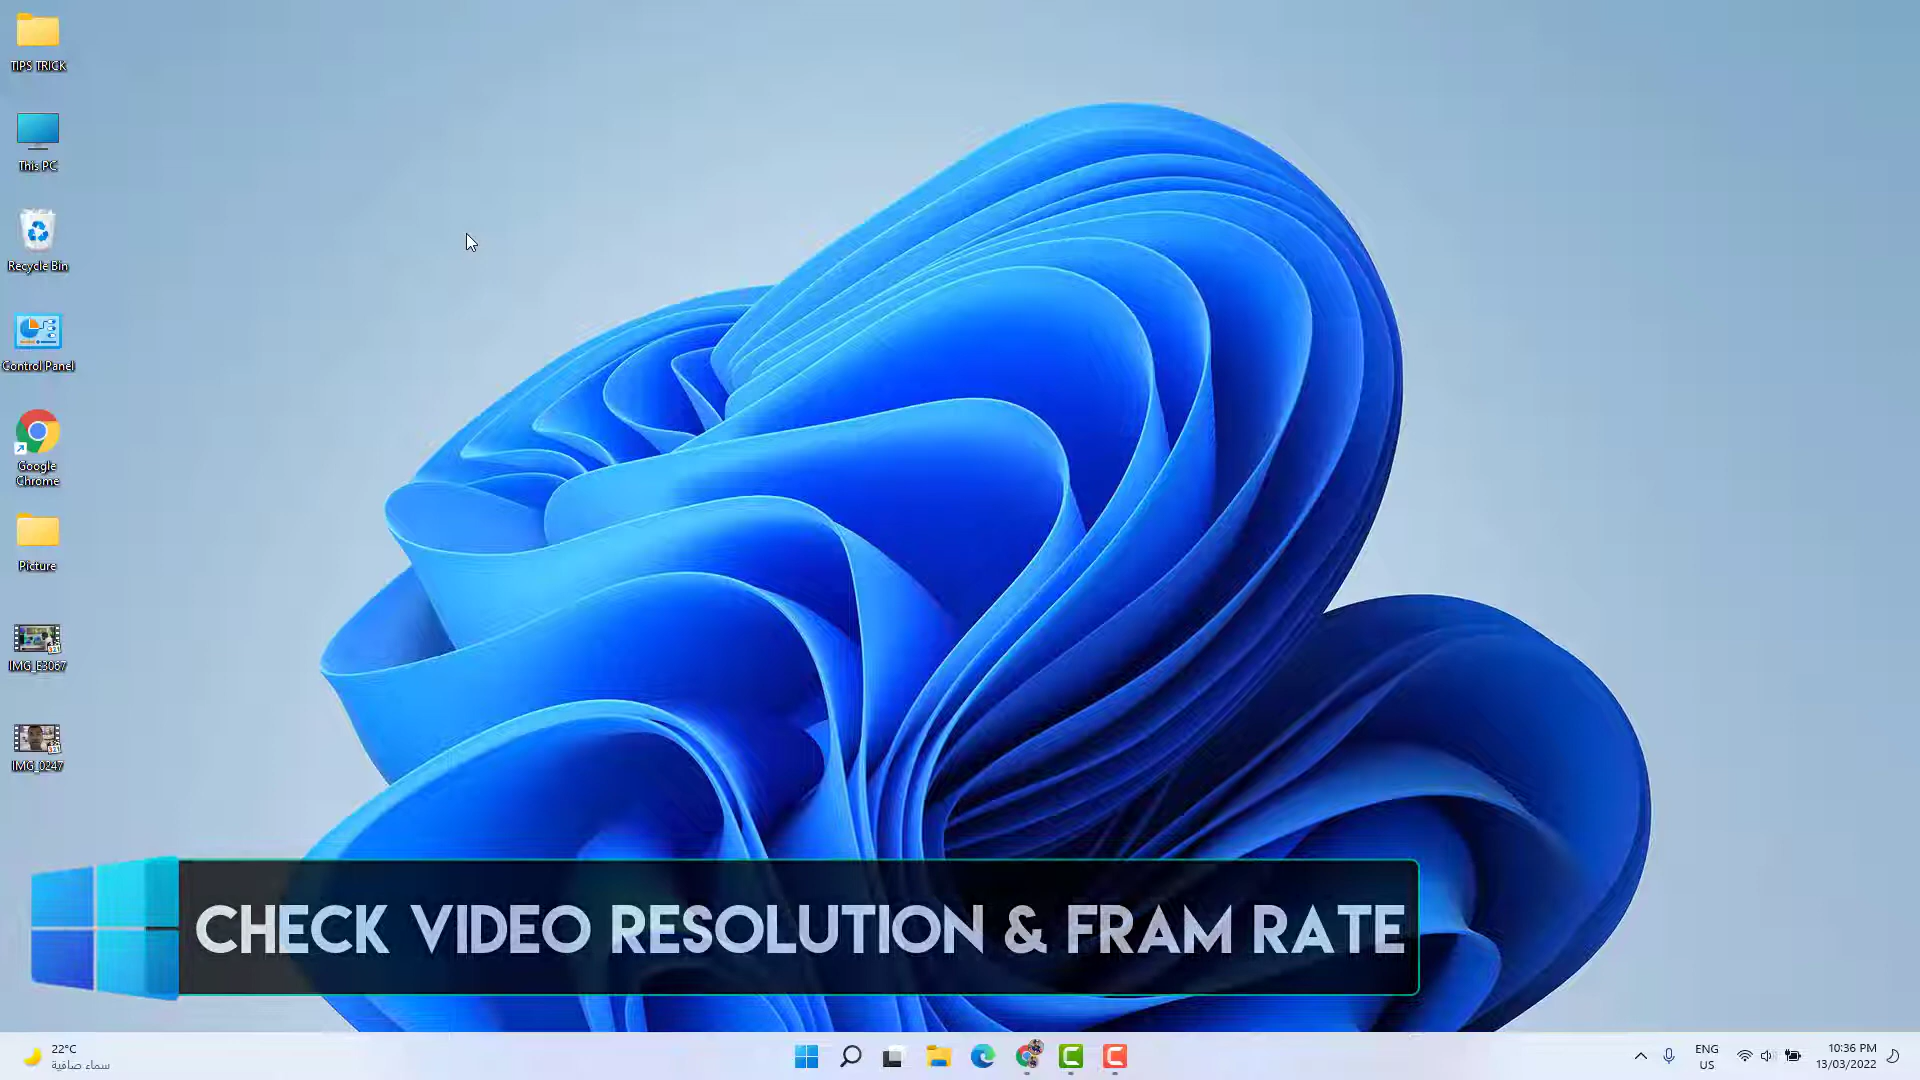 TIPS TRICK
This PC
Recycle Bin
Control Panel
Google
Chrome
Picture
IMG_E3067
IMG_0247
CHECK VIDEO RESOLUTION & FRAM RATE
22°C
سماء صافية
ENG
US
10:36 PM
13/03/2022